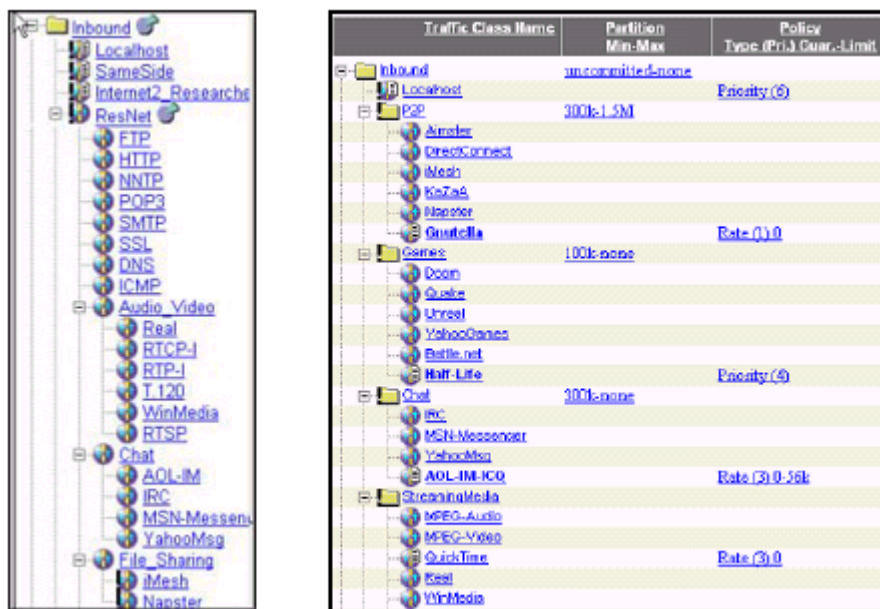 Inbound
Localhost
SameSide
Internet2_Researche
ResNet
FTP
HTTP
NNTP
POP3
SMTP
SSL
DNS
ICMP
Audio_Video
Real
RTCP-I
RTP-I
T.120
WinMedia
RTSP
Chat
AOL-IM
IRC
MSN-Messen
YahooMsg
File_Sharing
iMesh
Napster
Traffic Class Name Partition Min-Max Policy Type (Pri.) Guar.-Limit
Inbound uncommitted-none
Localhost Priority (6)
P2P 300k-1.5M
Aimster
DirectConnect
iMesh
KaZaA
Napster
Gnutella Rate (1) 0
Games 100k-none
Doom
Quake
Unreal
YahooGames
Battle.net
Half-Life Priority (4)
Chat 300k-none
IRC
MSN-Messenger
YahooMsg
AOL-IM-ICQ Rate (3) 0-56k
StreamingMedia
MPEG-Audio
MPEG-Video
QuickTime Rate (3) 0
Real
WinMedia